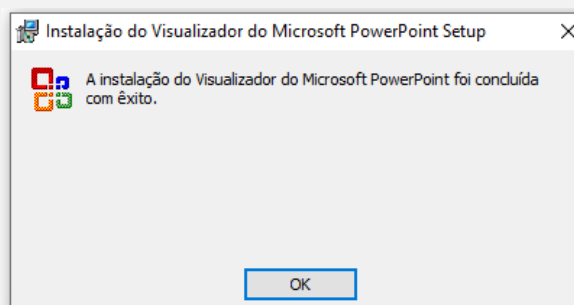 Instalação do Visualizador do Microsoft PowerPoint Setup
A instalação do Visualizador do Microsoft PowerPoint foi concluída
com êxito.
OK